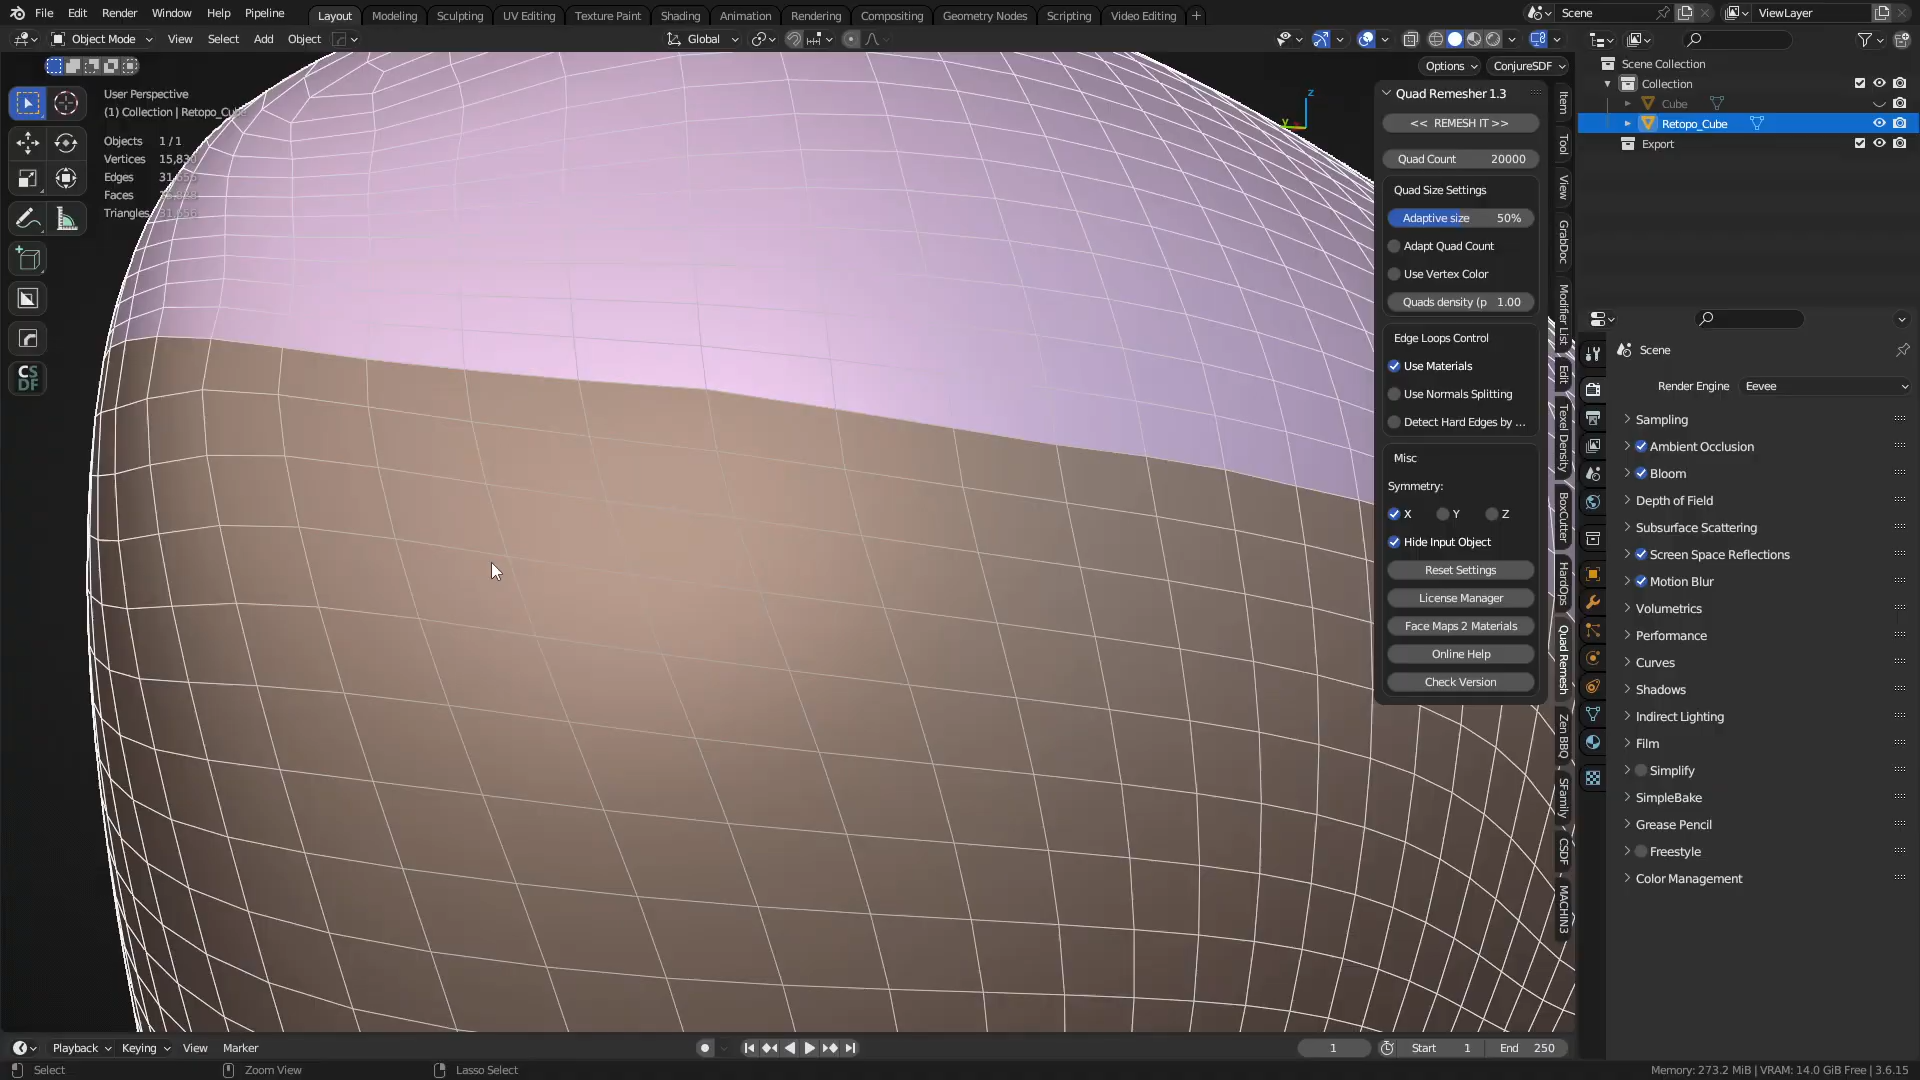 File Edit Render Window Help Pipeline Layout Modeling Sculpting UV Editing Texture Paint Shading Animation Rendering Compositing Geometry Nodes Scripting Video Editing + Scene ViewLayer
Object Mode View Select Add Object Global
Options ConjureSDF
User Perspective
(1) Collection | Retopo_Cube
Objects 1 / 1
Vertices
Edges
Faces
Triangles
CS
DF
Z
Y
Quad Remesher 1.3
<< REMESH IT >>
Quad Count 20000
Quad Size Settings
Adaptive size 50%
Adapt Quad Count
Use Vertex Color
Quads density (p 1.00
Edge Loops Control
Use Materials
Use Normals Splitting
Detect Hard Edges by ...
Misc
Symmetry:
X Y Z
Hide Input Object
Reset Settings
License Manager
Face Maps 2 Materials
Online Help
Check Version
Item
Tool
View
GrabDoc
Modifier List
Edit
Texel Density
BoxCutter
HardOps
Quad Remesh
Zen BBQ
SFamily
CSDF
MACHIN3
Scene Collection
Collection
Cube
Retopo_Cube
Export
Scene
Render Engine Eevee
Sampling
Ambient Occlusion
Bloom
Depth of Field
Subsurface Scattering
Screen Space Reflections
Motion Blur
Volumetrics
Performance
Curves
Shadows
Indirect Lighting
Film
Simplify
SimpleBake
Grease Pencil
Freestyle
Color Management
Playback Keying View Marker 1 Start 1 End 250
Select Zoom View Lasso Select Memory: 273.2 MiB | VRAM: 14.0 GiB Free | 3.6.15